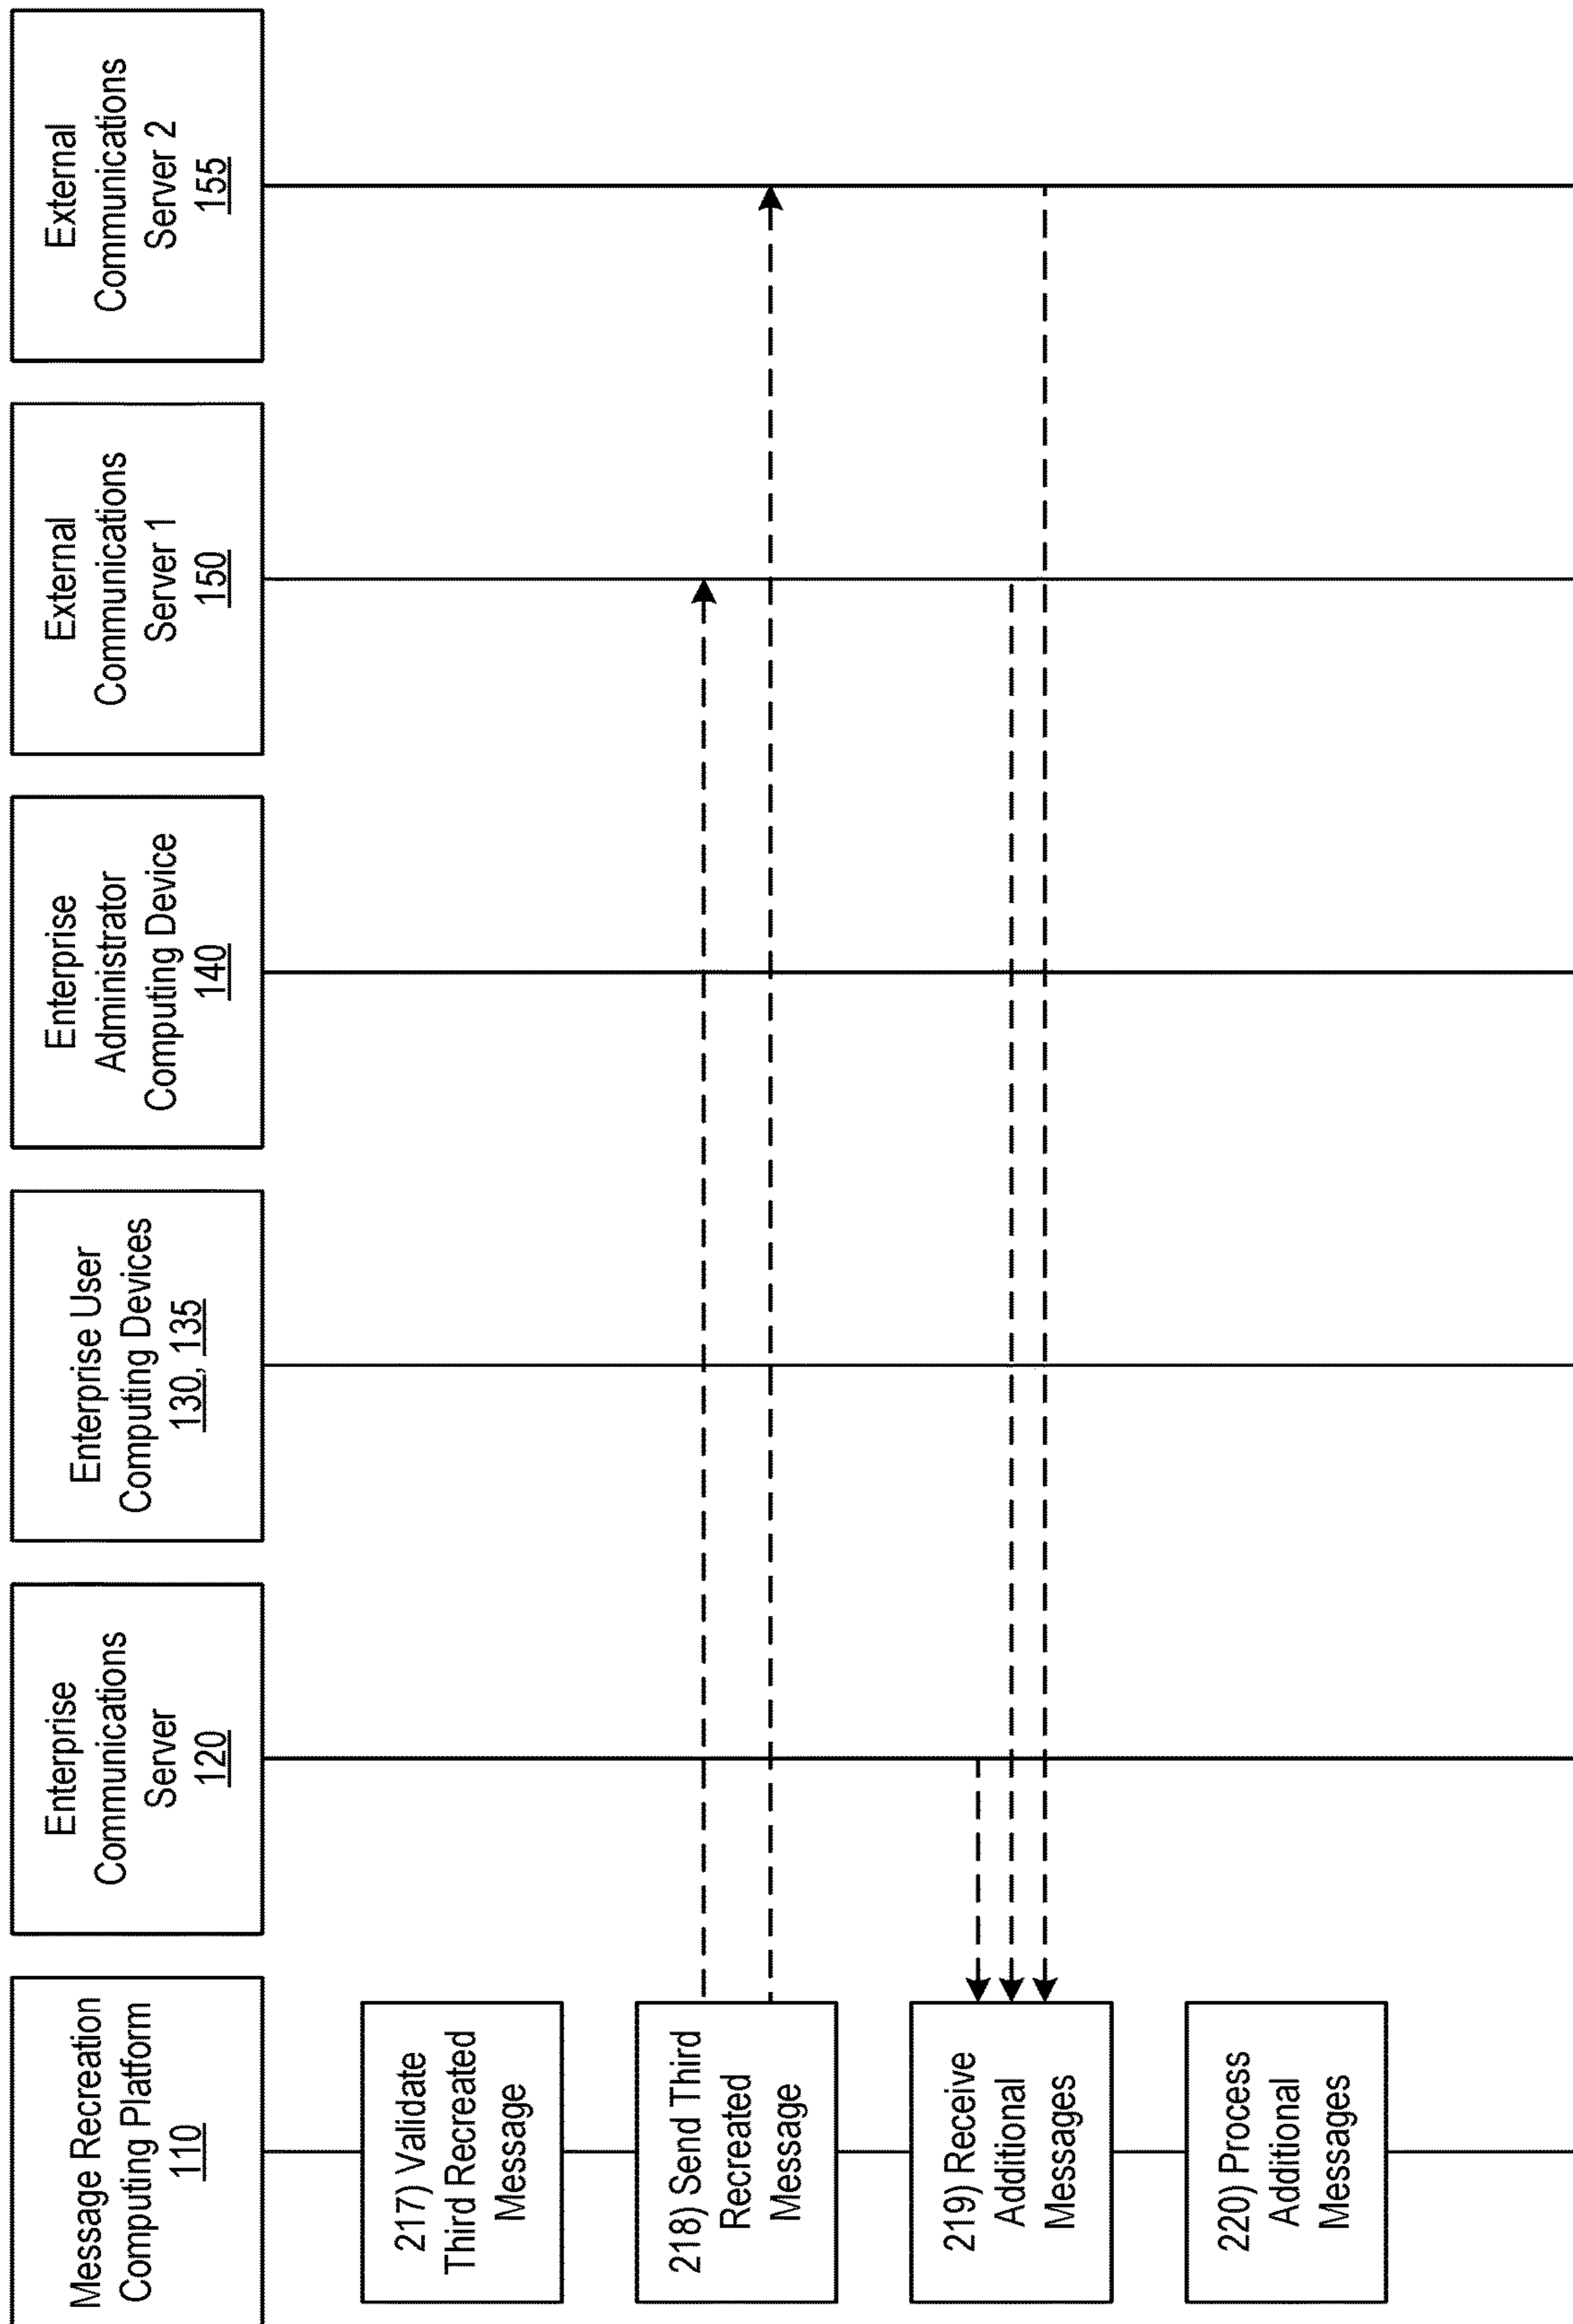 Message Recreation
Computing Platform
110
Enterprise
Communications
Server
120
Enterprise User
Computing Devices
130, 135
Enterprise
Administrator
Computing Device
140
External
Communications
Server 1
150
External
Communications
Server 2
155
217) Validate
Third Recreated
Message
218) Send Third
Recreated
Message
219) Receive
Additional
Messages
220) Process
Additional
Messages